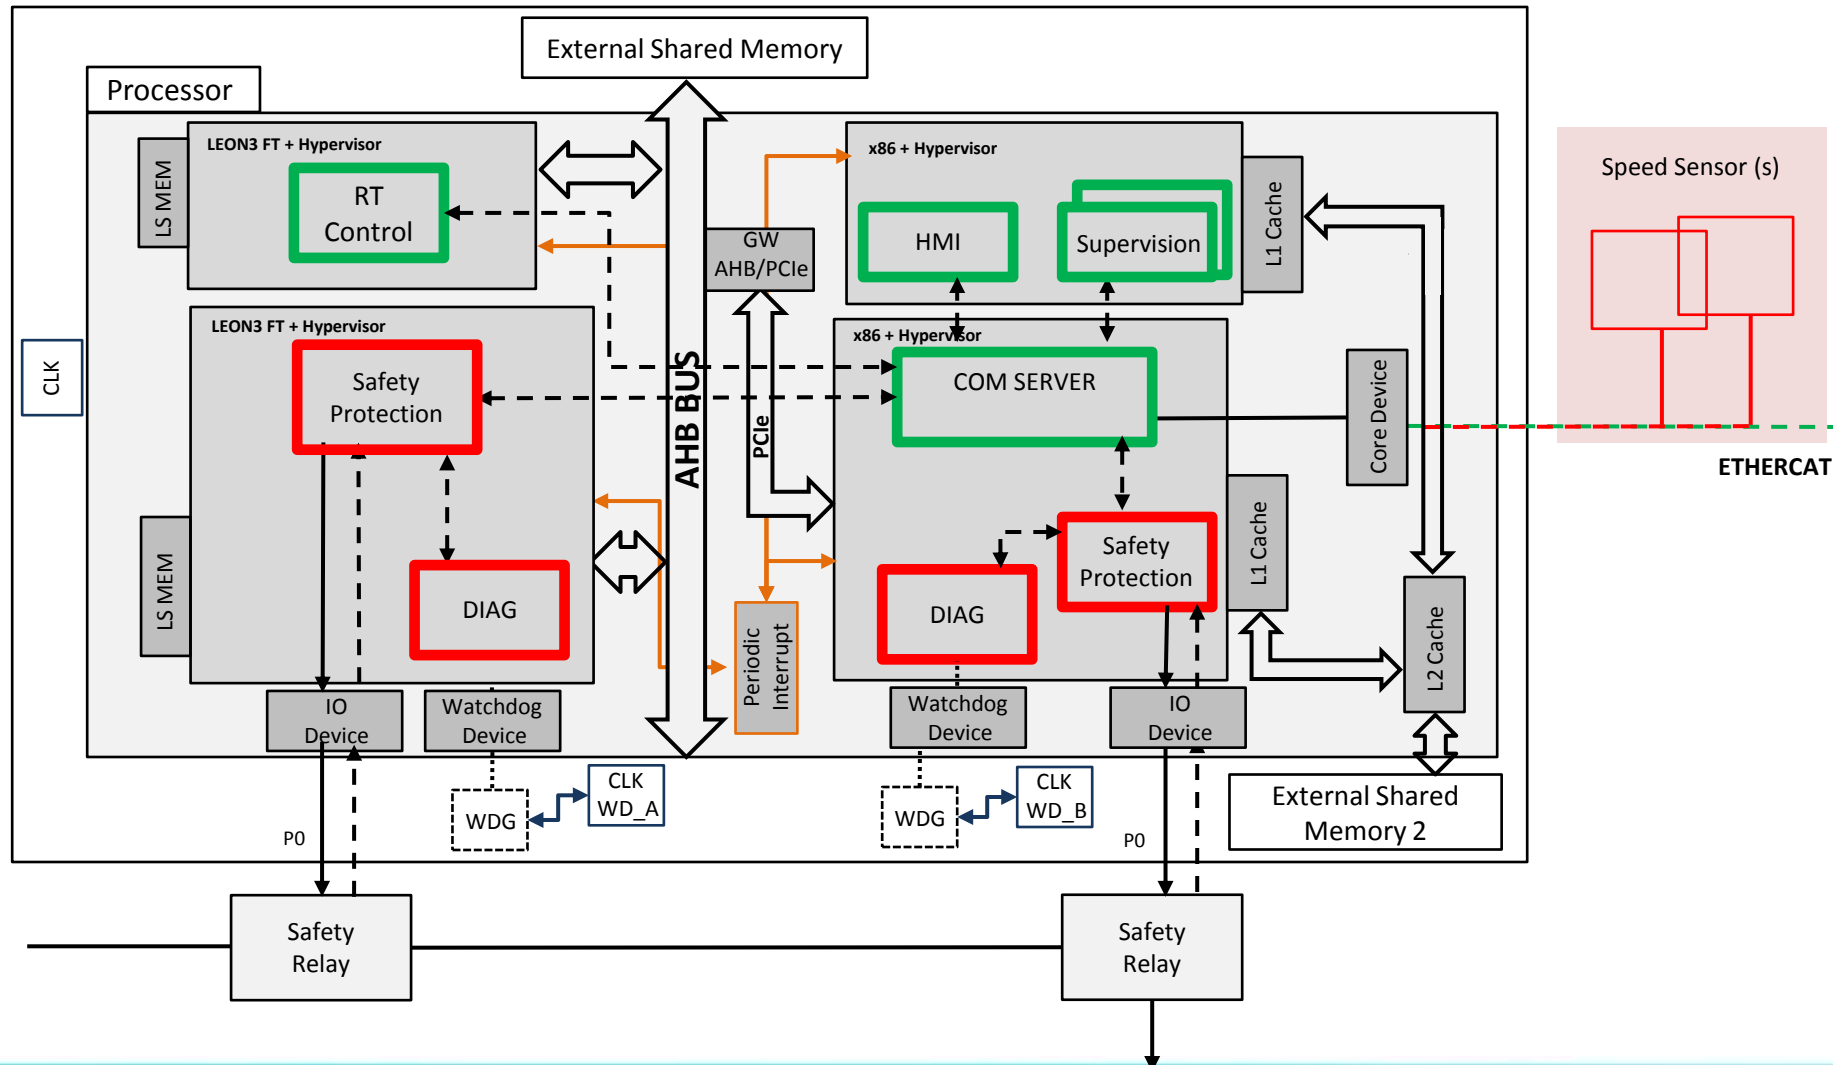 External Shared Memory
Processor
LEON3 FT + Hypervisor
LS MEM
RT
Control
x86 + Hypervisor
HMI
Supervision
L1 Cache
GW
AHB/PCIe
Speed Sensor (s)
CLK
LEON3 FT + Hypervisor
Safety
Protection
DIAG
LS MEM
AHB BUS
PCIe
x86 + Hypervisor
COM SERVER
Core Device
ETHERCAT
Safety
Protection
DIAG
L1 Cache
L2 Cache
Periodic
Interrupt
IO
Device
Watchdog
Device
Watchdog
Device
IO
Device
WDG
CLK
WD_A
WDG
CLK
WD_B
External Shared
Memory 2
P0
P0
Safety
Relay
Safety
Relay